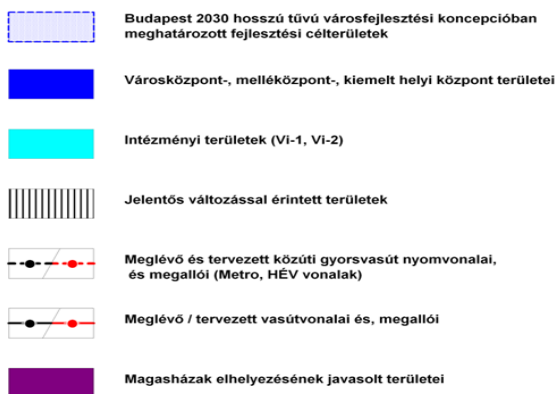 Budapest 2030 hosszú tűvú városfejlesztési koncepcióban
meghatározott fejlesztési célterületek
Városközpont-, melléközpont-, kiemelt helyi központ területei
Intézményi területek (Vi-1, Vi-2)
Jelentős változással érintett területek
Meglévő és tervezett közúti gyorsvasút nyomvonalai,
és megallói (Metro, HÉV vonalak)
Meglévő / tervezett vasútvonalai és, megallói
Magasházak elhelyezésének javasolt területei